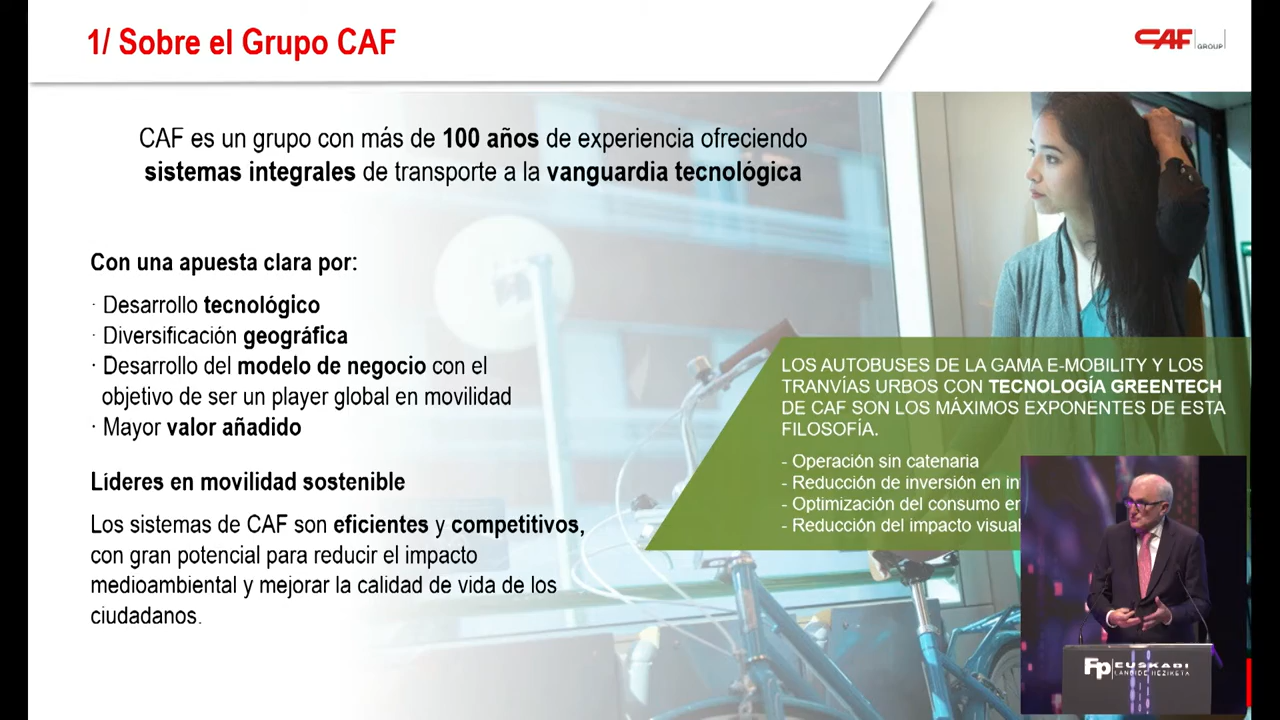 1/ Sobre el Grupo CAF
CAF GROUP
CAF es un grupo con más de 100 años de experiencia ofreciendo
sistemas integrales de transporte a la vanguardia tecnológica
Con una apuesta clara por:
· Desarrollo tecnológico
· Diversificación geográfica
· Desarrollo del modelo de negocio con el
objetivo de ser un player global en movilidad
· Mayor valor añadido
Líderes en movilidad sostenible
Los sistemas de CAF son eficientes y competitivos,
con gran potencial para reducir el impacto
medioambiental y mejorar la calidad de vida de los
ciudadanos.
LOS AUTOBUSES DE LA GAMA E-MOBILITY Y LOS
TRANVÍAS URBOS CON TECNOLOGÍA GREENTECH
DE CAF SON LOS MÁXIMOS EXPONENTES DE ESTA
FILOSOFÍA.
- Operación sin catenaria
- Reducción de inversión en in
- Optimización del consumo en
- Reducción del impacto visual
Fp EUSKADI
LANBIDE HEZIKETA